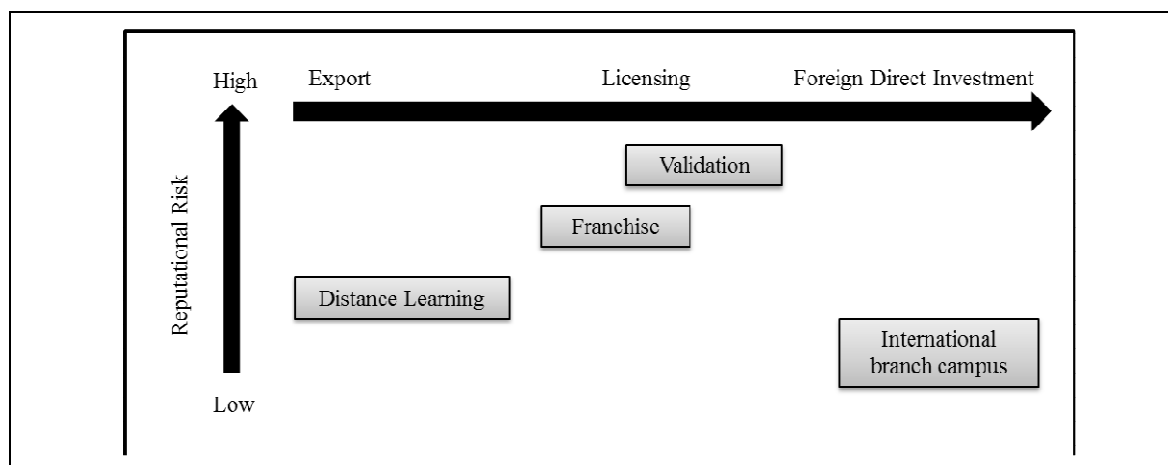 High
Export
Licensing
Foreign Direct Investment
Validation
Franchise
Reputational Risk
Distance Learning
International
branch campus
Low